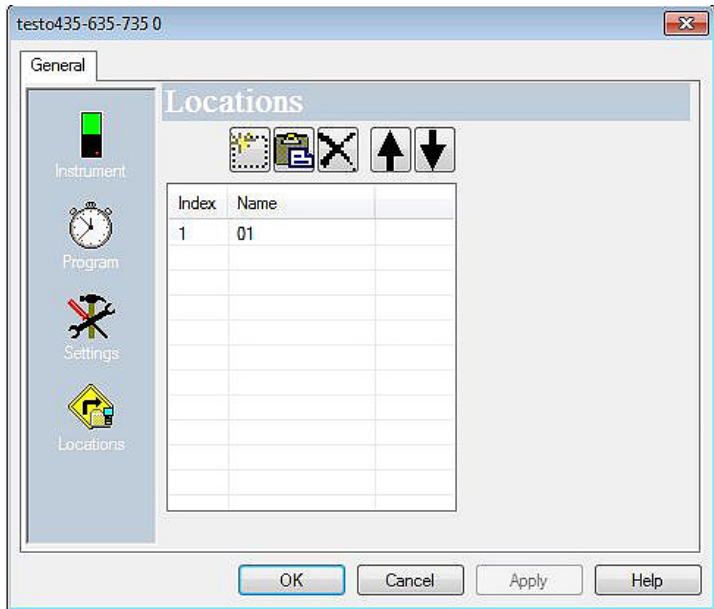 testo435-635-735 0
General
Locations
Instrument
Program
Settings
Locations
Index Name
1 01
OK Cancel Apply Help